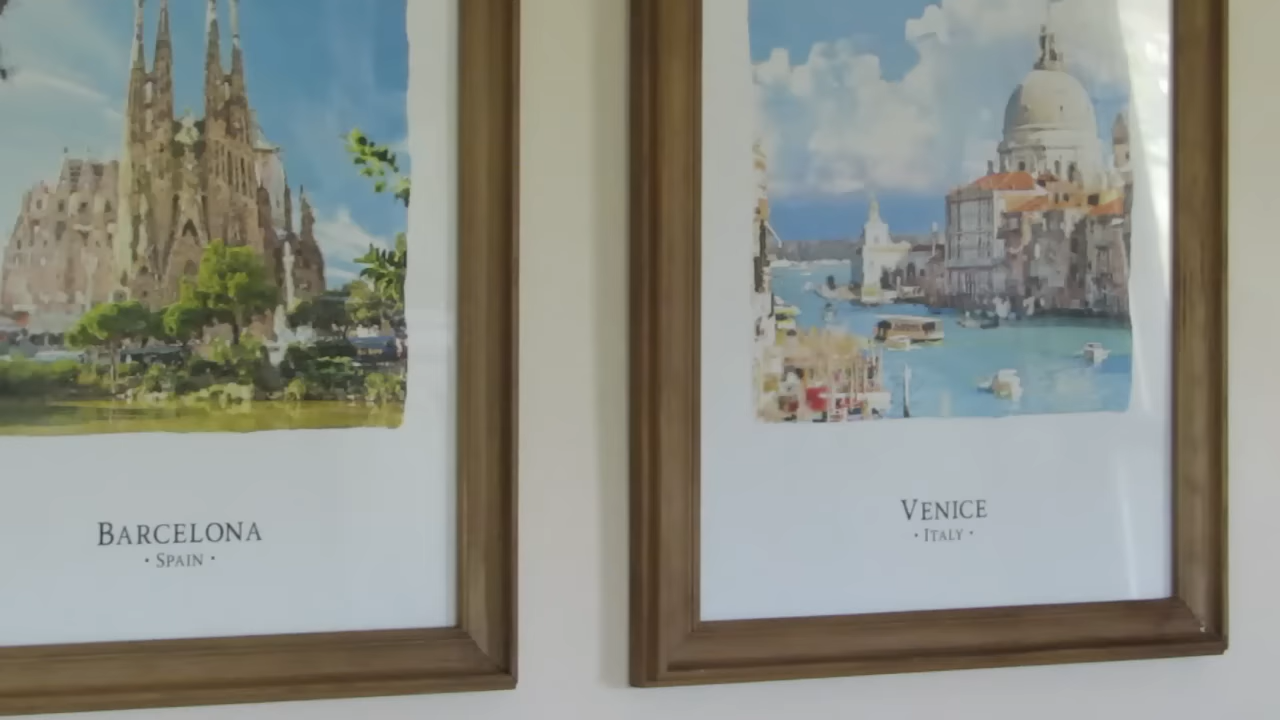 BARCELONA
• SPAIN •
VENICE
• ITALY •